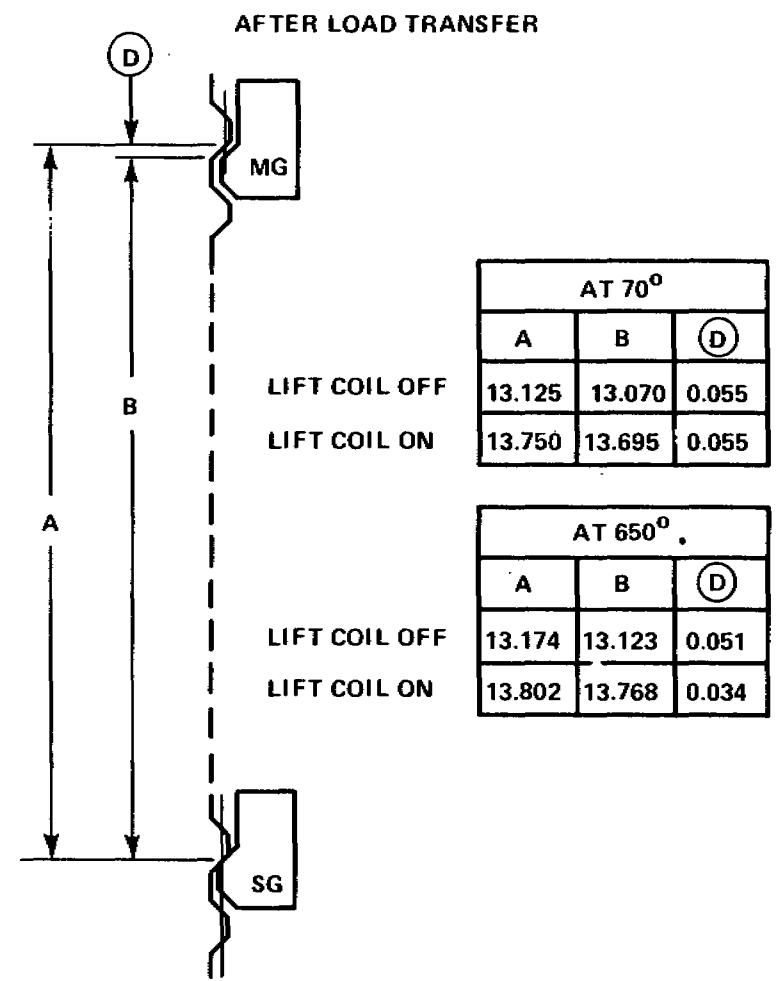 AFTER LOAD TRANSFER
D
MG
A
B
SG
AT 70°
A B D
LIFT COIL OFF 13.125 13.070 0.055
LIFT COIL ON 13.750 13.695 0.055
AT 650°.
A B D
LIFT COIL OFF 13.174 13.123 0.051
LIFT COIL ON 13.802 13.768 0.034